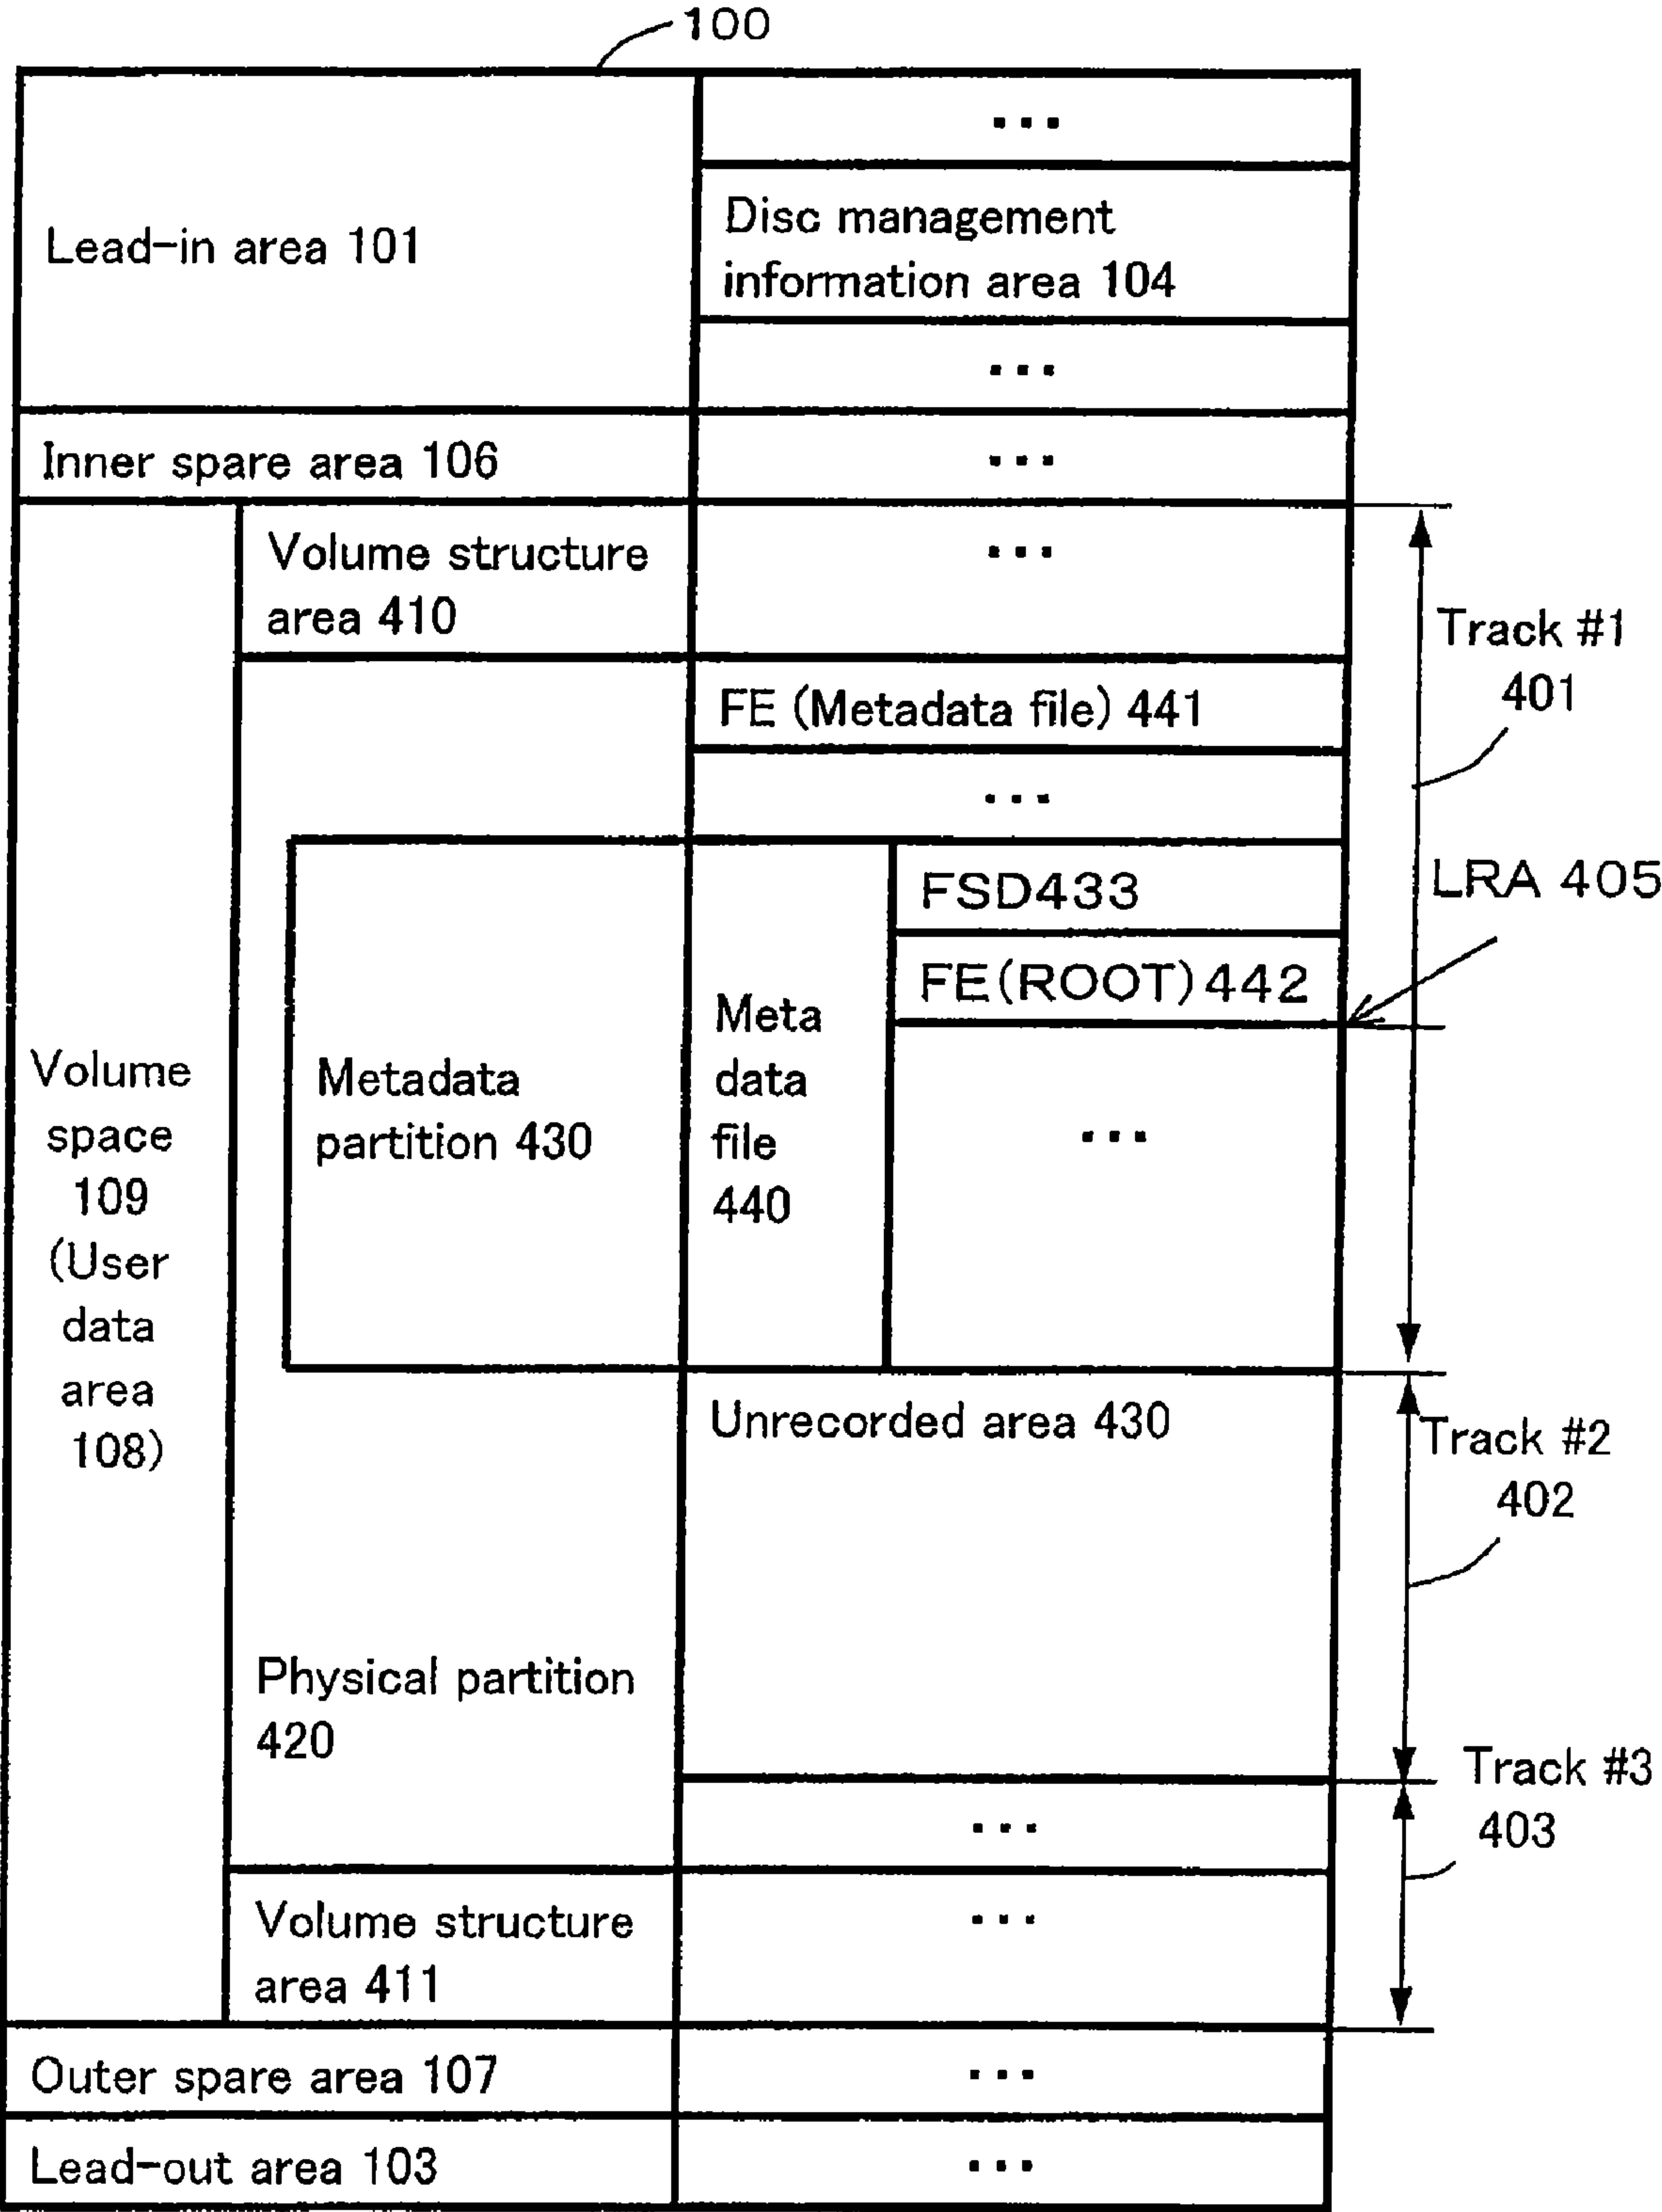 100
...
Lead-in area 101
Disc management
information area 104
...
Inner spare area 106
...
Volume structure
area 410
...
Track #1
401
FE (Metadata file) 441
...
FSD433
LRA 405
FE(ROOT)442
Metadata
partition 430
Meta
data
file
440
...
Volume
space
109
(User
data
area
108)
Unrecorded area 430
Track #2
402
Physical partition
420
Track #3
403
...
Volume structure
area 411
...
Outer spare area 107
...
Lead-out area 103
...